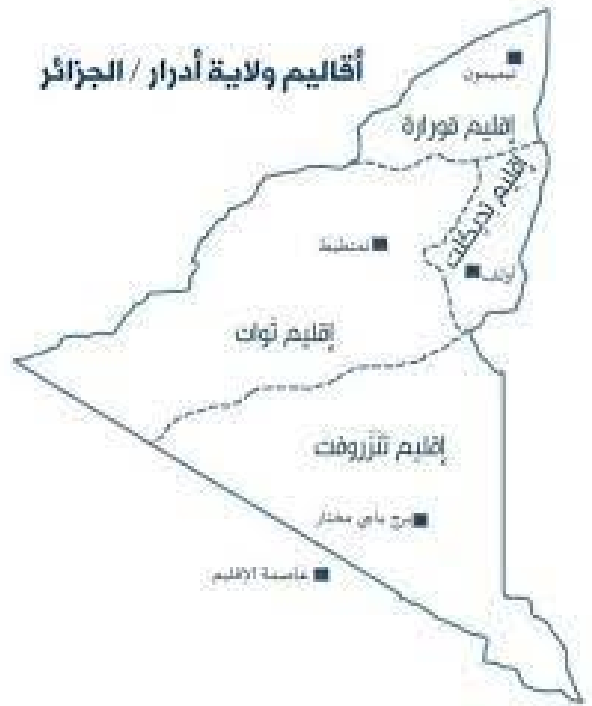 أقاليم ولاية أدرار / الجزائر
تيميمون
إقليم قورارة
إقليم تديكلت
تمنطيط
أولف
إقليم توات
إقليم تنزروفت
برج باجي مختار
عاصمة الإقليم